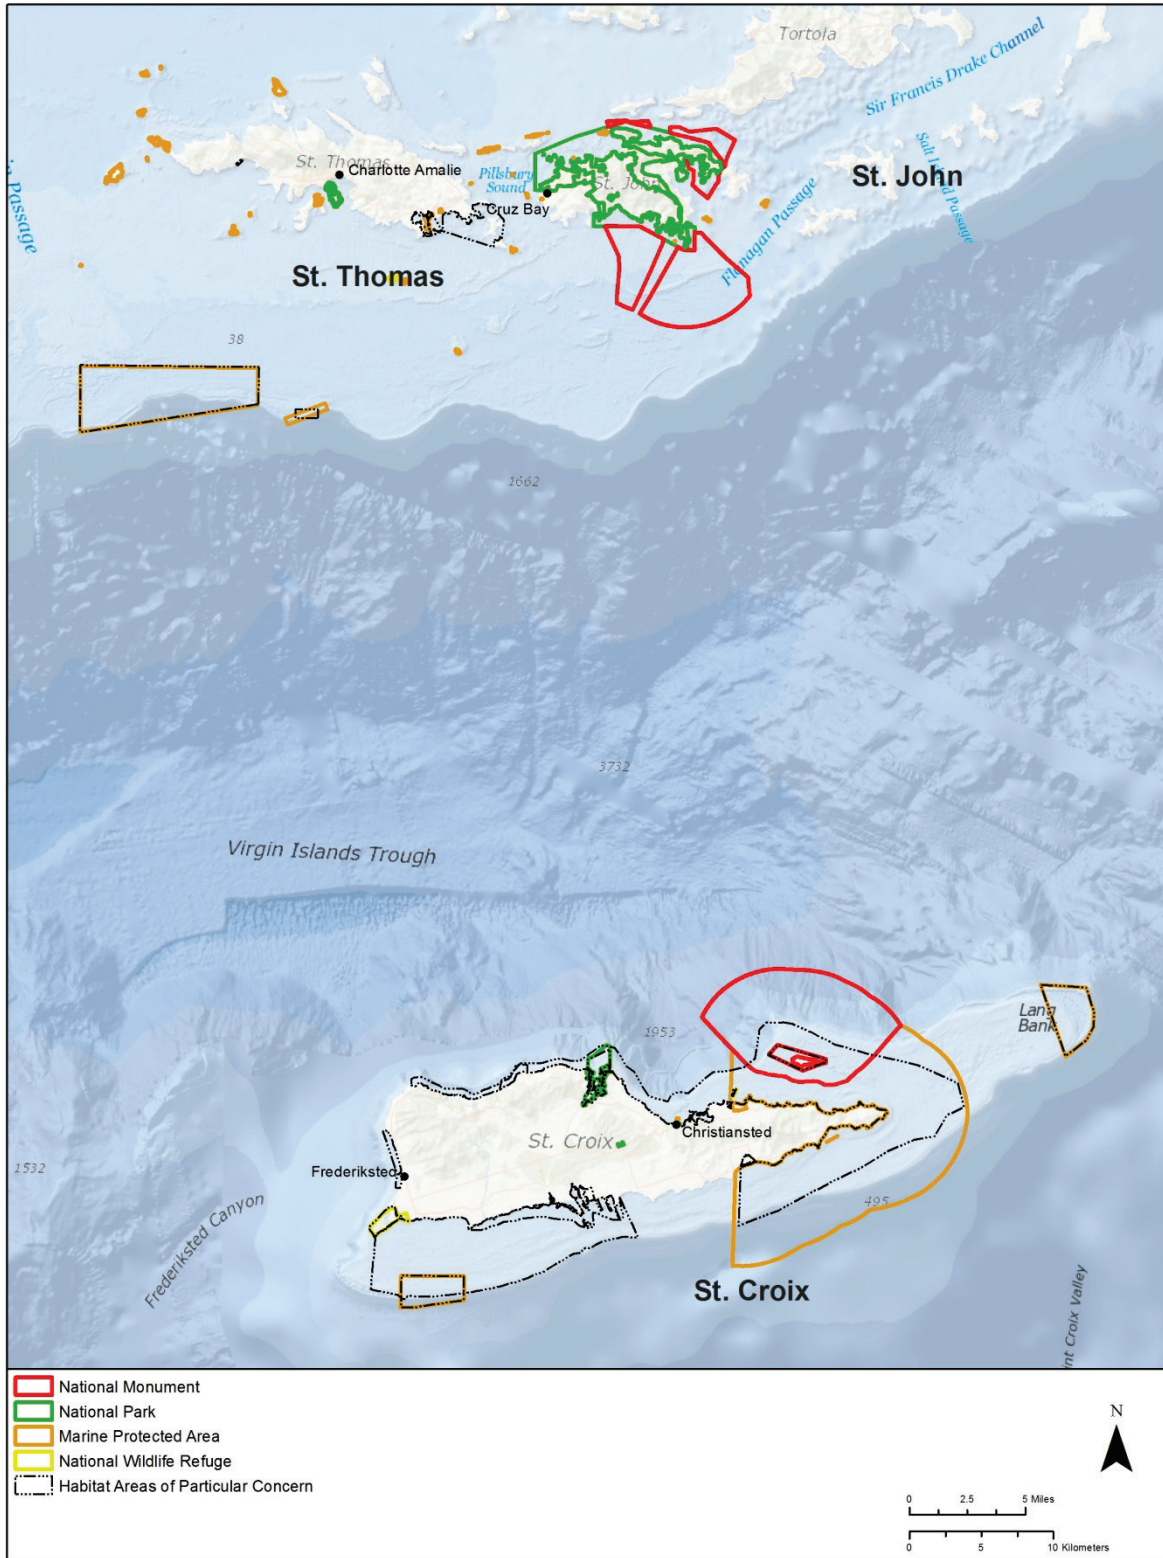 Tortola
Sir Francis Drake Channel
St. Thomas
Charlotte Amalie
Pillsbury
Sound
St. John
Cruz Bay
St. John
Passage
Flanagan Passage
St. Thomas
38
1662
3732
Virgin Islands Trough
Lang
Bank
1953
St. Croix
Christiansted
Frederiksted
1532
495
Frederiksted Canyon
St. Croix
Croix Valley
National Monument
National Park
Marine Protected Area
National Wildlife Refuge
Habitat Areas of Particular Concern
N
0 2.5 5 Miles
0 5 10 Kilometers